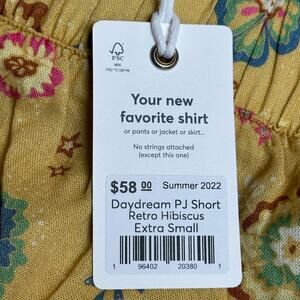 FSC
MIX
Your new
favorite shirt
or pants or jacket or skirt...
No strings attached
(except this one)
$58 00 Summer 2022
Daydream PJ Short
Retro Hibiscus
Extra Small
1 96402 20380 1